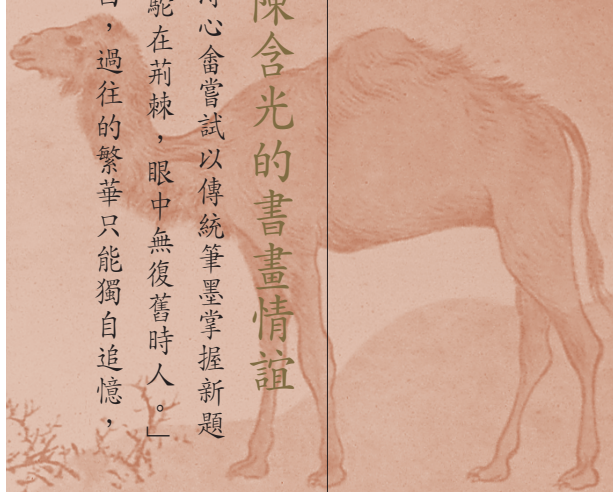 陳含光的書畫情誼
心畬嘗試以傳統筆墨掌握新題
駝在荊棘，眼中無復舊時人。」
，過往的繁華只能獨自追憶，